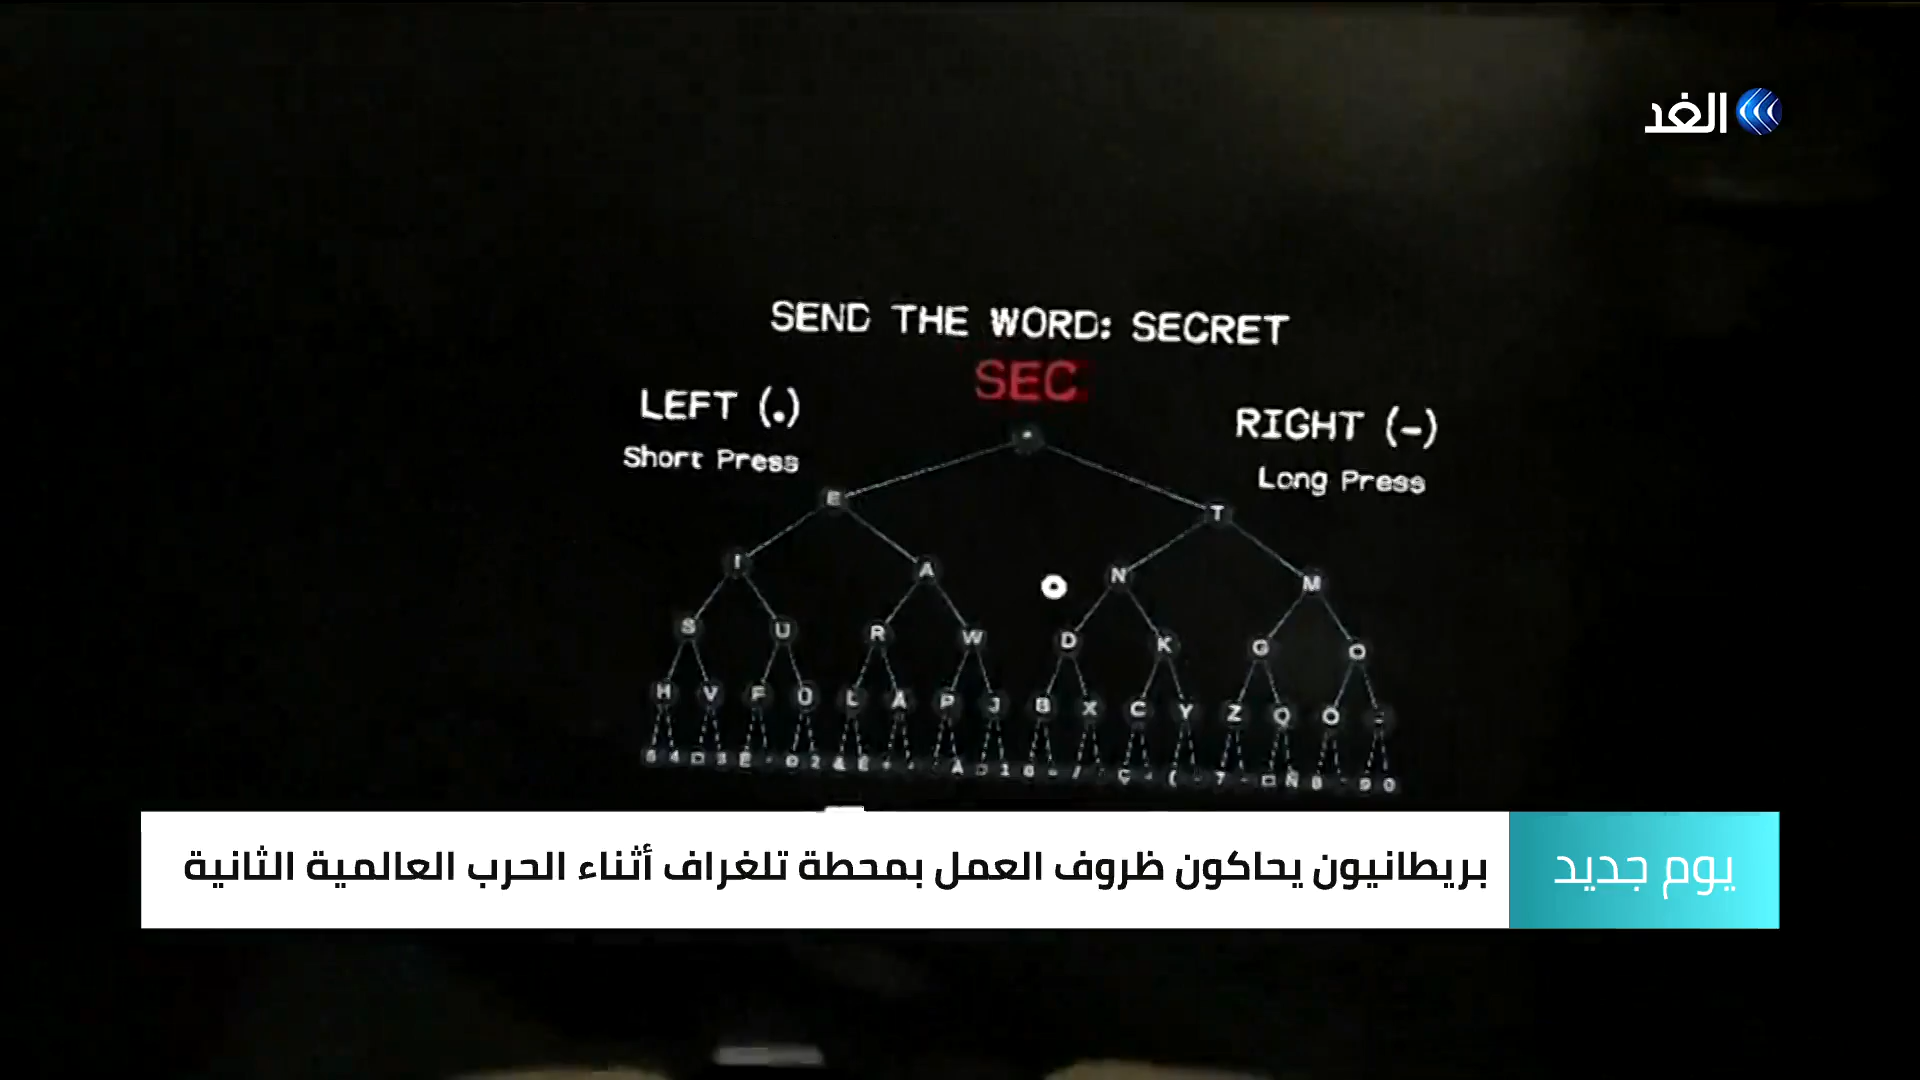 الغد
SEND THE WORD: SECRET
SEC
LEFT (.)
Short Press
RIGHT (-)
Long Press
E T
I A N M
S U R W D K G O
H V F Ü L Ä P J B X C Y Z Q Ö
يوم جديد
بريطانيون يحاكون ظروف العمل بمحطة تلغراف أثناء الحرب العالمية الثانية